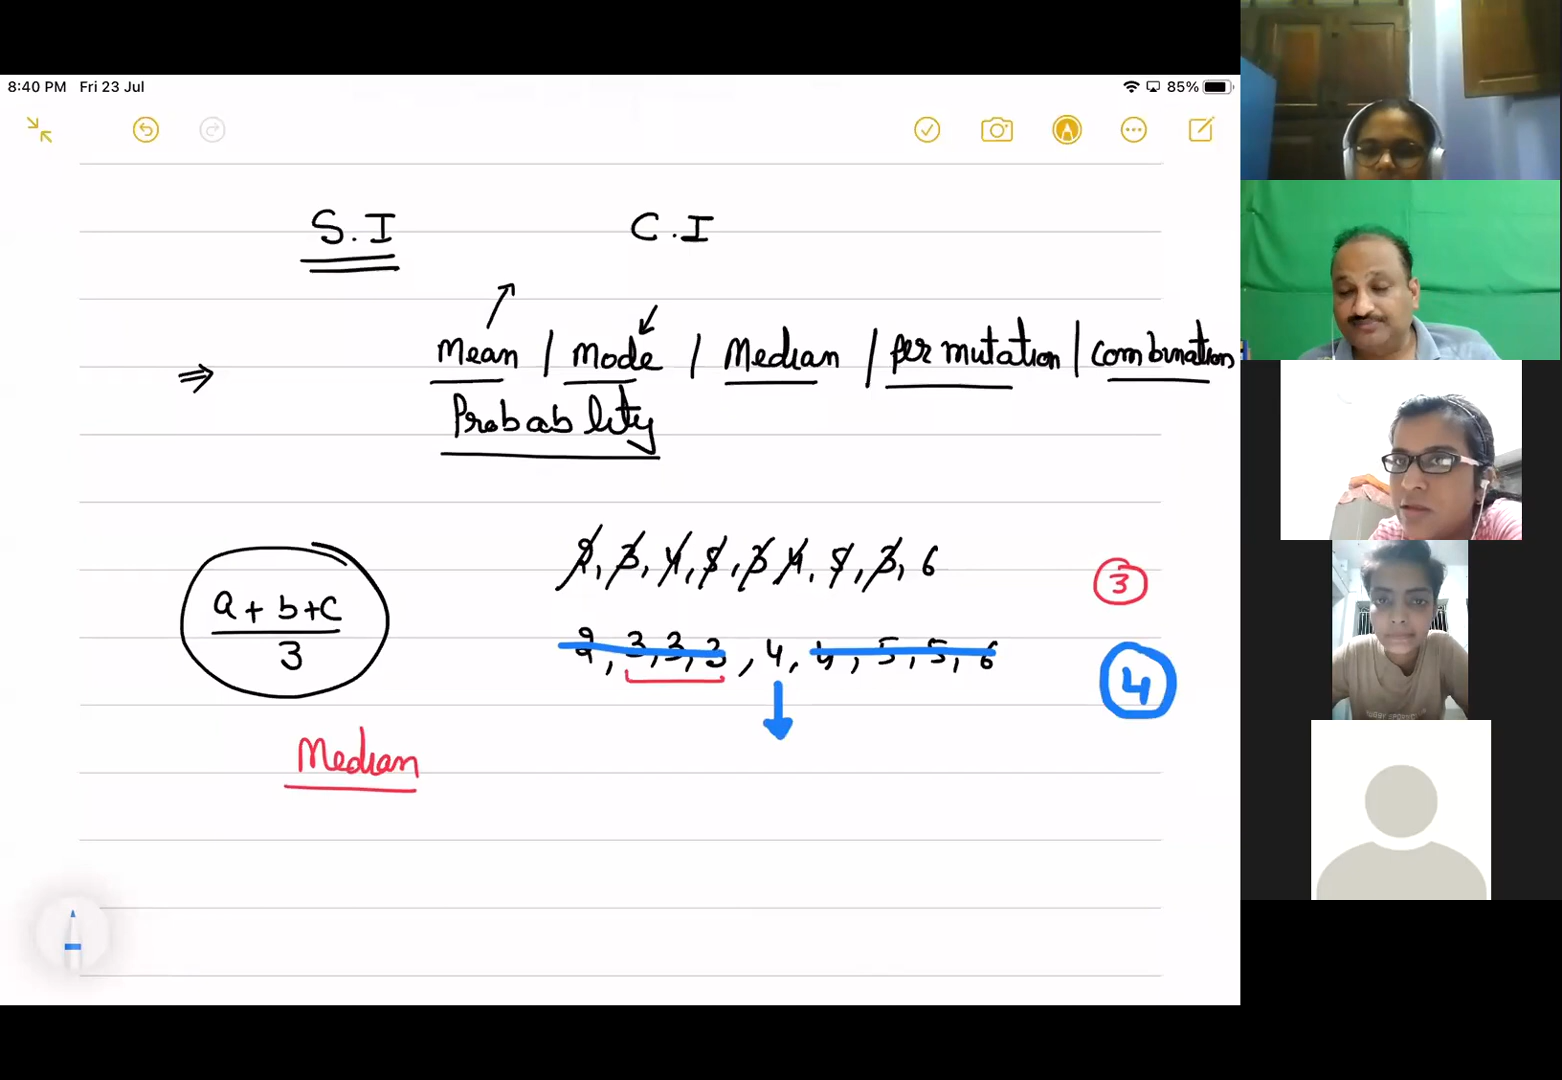 8:40 PM Fri 23 Jul 85%
S.I C.I
⇒ Mean / Mode / Median / permutation / combination
Probability
2, 3, 4, 5, 3 4, 5, 3, 6 3
a + b + c
3
2, 3, 3, 3, 4, 4, 5, 5, 6 4
Median